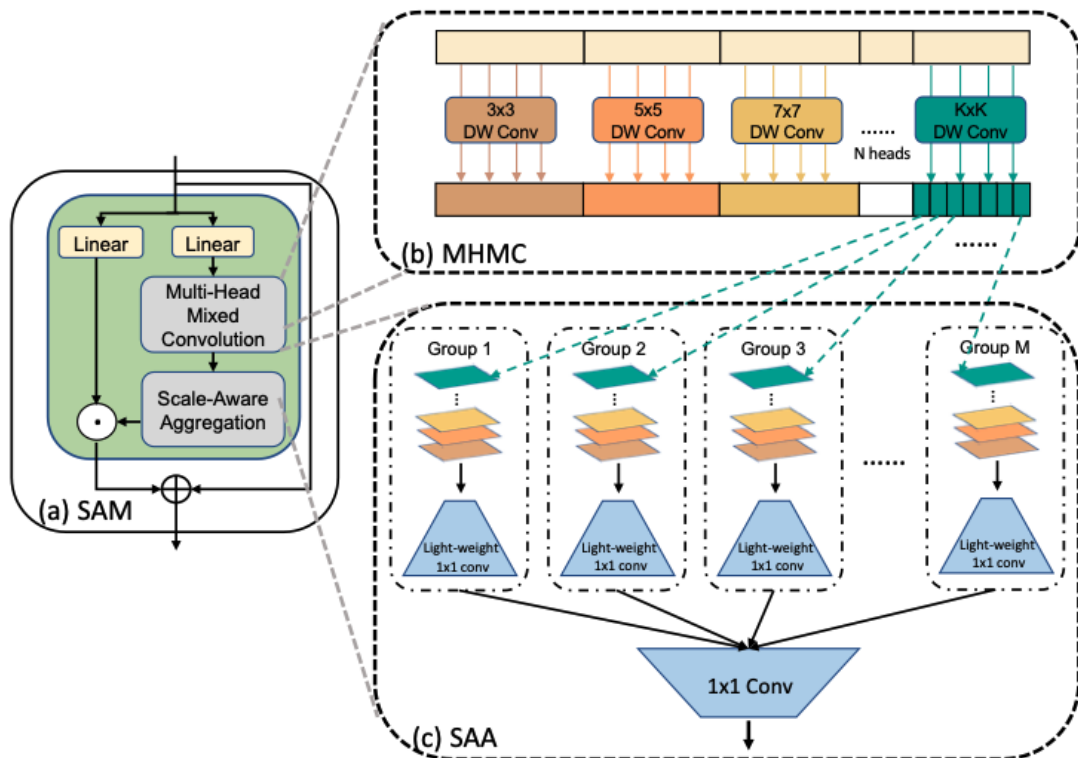 3x3
DW Conv
5x5
DW Conv
7x7
DW Conv
......
N heads
KxK
DW Conv
(b) MHMC
......
Linear
Linear
Multi-Head
Mixed
Convolution
Scale-Aware
Aggregation
(a) SAM
Group 1
Group 2
Group 3
Group M
......
Light-weight
1x1 conv
Light-weight
1x1 conv
Light-weight
1x1 conv
Light-weight
1x1 conv
1x1 Conv
(c) SAA